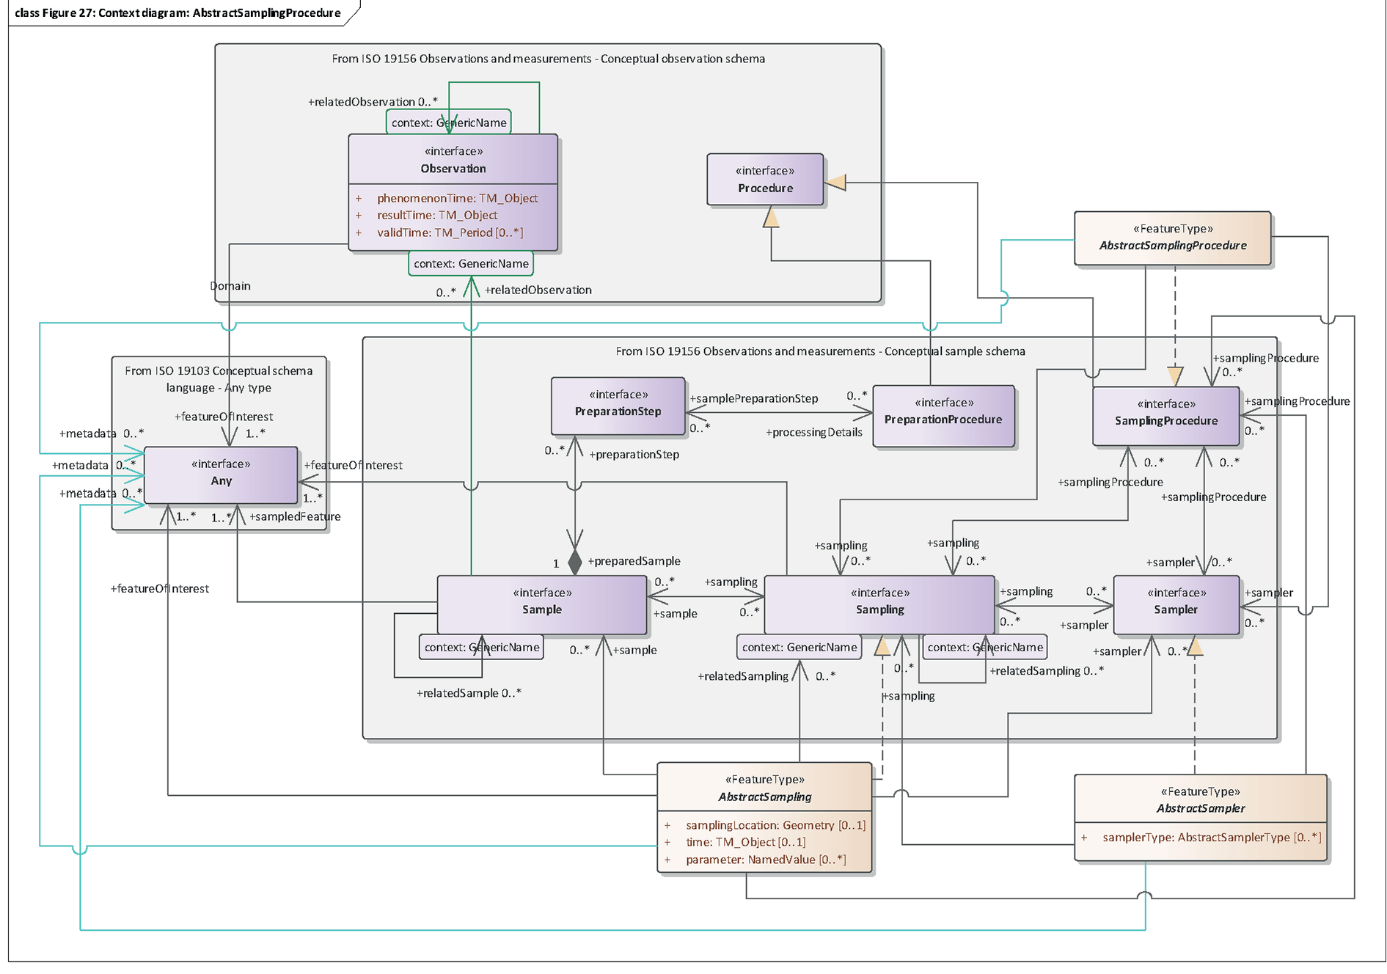 class Figure 27: Context diagram: AbstractSamplingProcedure
From ISO 19156 Observations and measurements - Conceptual observation schema
+relatedObservation 0..*
context: GenericName
«interface»
Observation
+ phenomenonTime: TM_Object
+ resultTime: TM_Object
+ validTime: TM_Period [0..*]
context: GenericName
0..* +relatedObservation
Domain
«interface»
Procedure
«FeatureType»
AbstractSamplingProcedure
From ISO 19103 Conceptual schema
language - Any type
+featureOfInterest
1..*
+metadata 0..*
+metadata 0..*
+metadata 0..*
«interface»
Any
+featureOfInterest
1..*
1..*
1..*
+sampledFeature
+featureOfInterest
From ISO 19156 Observations and measurements - Conceptual sample schema
«interface»
PreparationStep
+samplePreparationStep
0..*
0..*
+processingDetails
«interface»
PreparationProcedure
0..*
+preparationStep
+samplingProcedure
0..*
«interface»
SamplingProcedure
+samplingProcedure
0..*
0..*
+samplingProcedure
0..*
+samplingProcedure
1
+preparedSample
+sampling
0..*
+sampling
0..*
+sampler
0..*
«interface»
Sample
0..*
+sample
+sampling
0..*
«interface»
Sampling
+sampling
0..*
0..*
+sampler
«interface»
Sampler
+sampler
0..*
context: GenericName
+relatedSample 0..*
0..*
+sample
context: GenericName
+relatedSampling
0..*
0..*
+sampling
context: GenericName
+relatedSampling 0..*
+sampler
0..*
«FeatureType»
AbstractSampling
+ samplingLocation: Geometry [0..1]
+ time: TM_Object [0..1]
+ parameter: NamedValue [0..*]
«FeatureType»
AbstractSampler
+ samplerType: AbstractSamplerType [0..*]